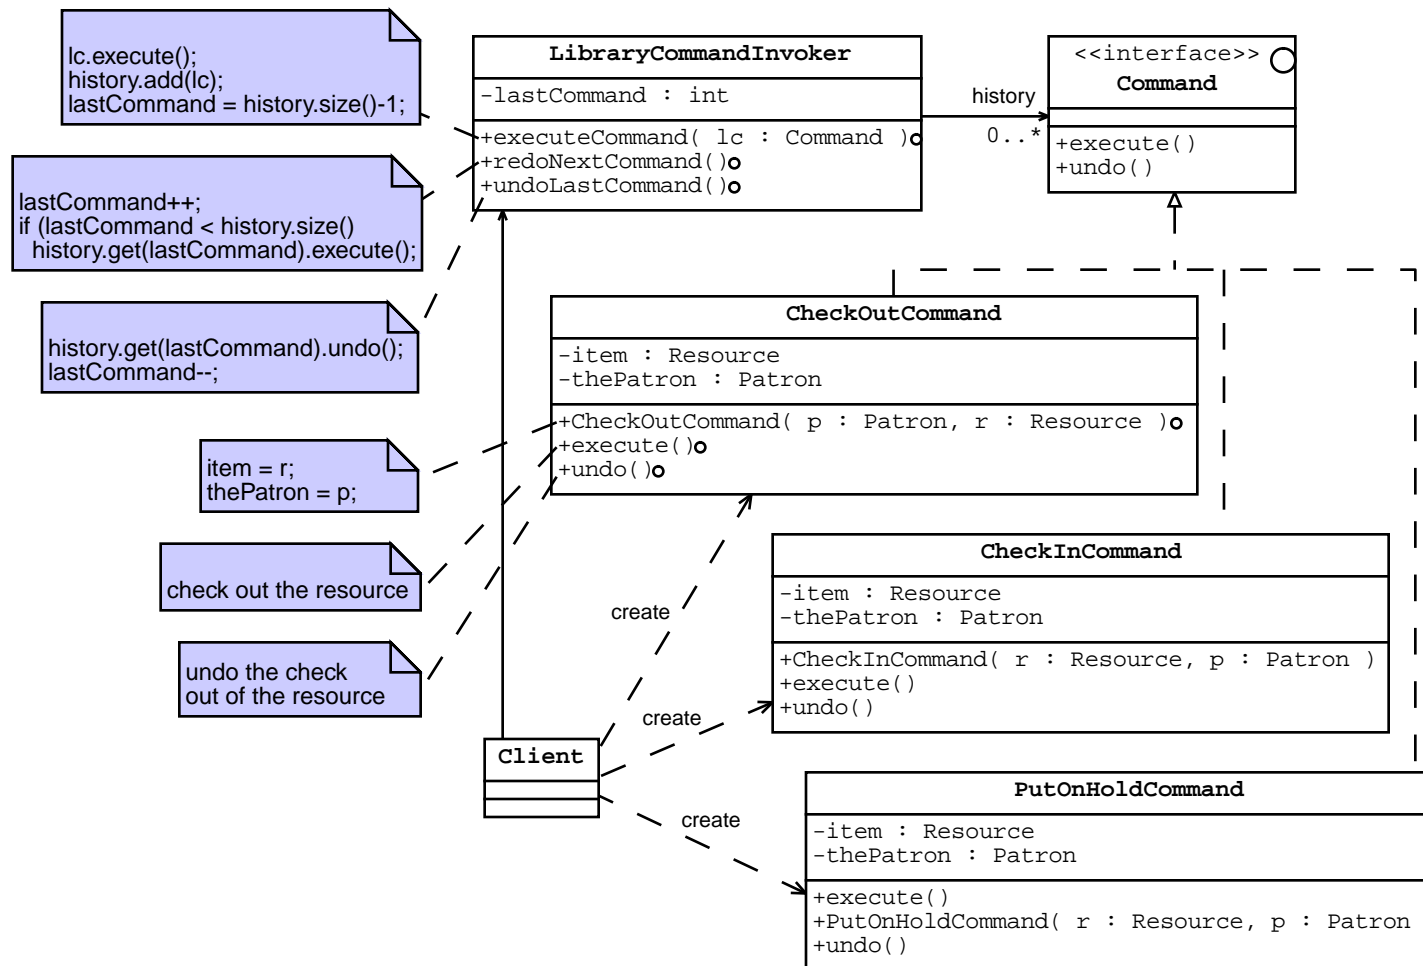 lc.execute();
history.add(lc);
lastCommand = history.size()-1;
LibraryCommandInvoker
-lastCommand : int
+executeCommand( lc : Command )
+redoNextCommand()
+undoLastCommand()
history
0..*
<<interface>>
Command
+execute()
+undo()
lastCommand++;
if (lastCommand < history.size()
history.get(lastCommand).execute();
history.get(lastCommand).undo();
lastCommand--;
CheckOutCommand
-item : Resource
-thePatron : Patron
+CheckOutCommand( p : Patron, r : Resource )
+execute()
+undo()
item = r;
thePatron = p;
check out the resource
undo the check
out of the resource
create
CheckInCommand
-item : Resource
-thePatron : Patron
+CheckInCommand( r : Resource, p : Patron )
+execute()
+undo()
create
Client
create
PutOnHoldCommand
-item : Resource
-thePatron : Patron
+execute()
+PutOnHoldCommand( r : Resource, p : Patron
+undo()